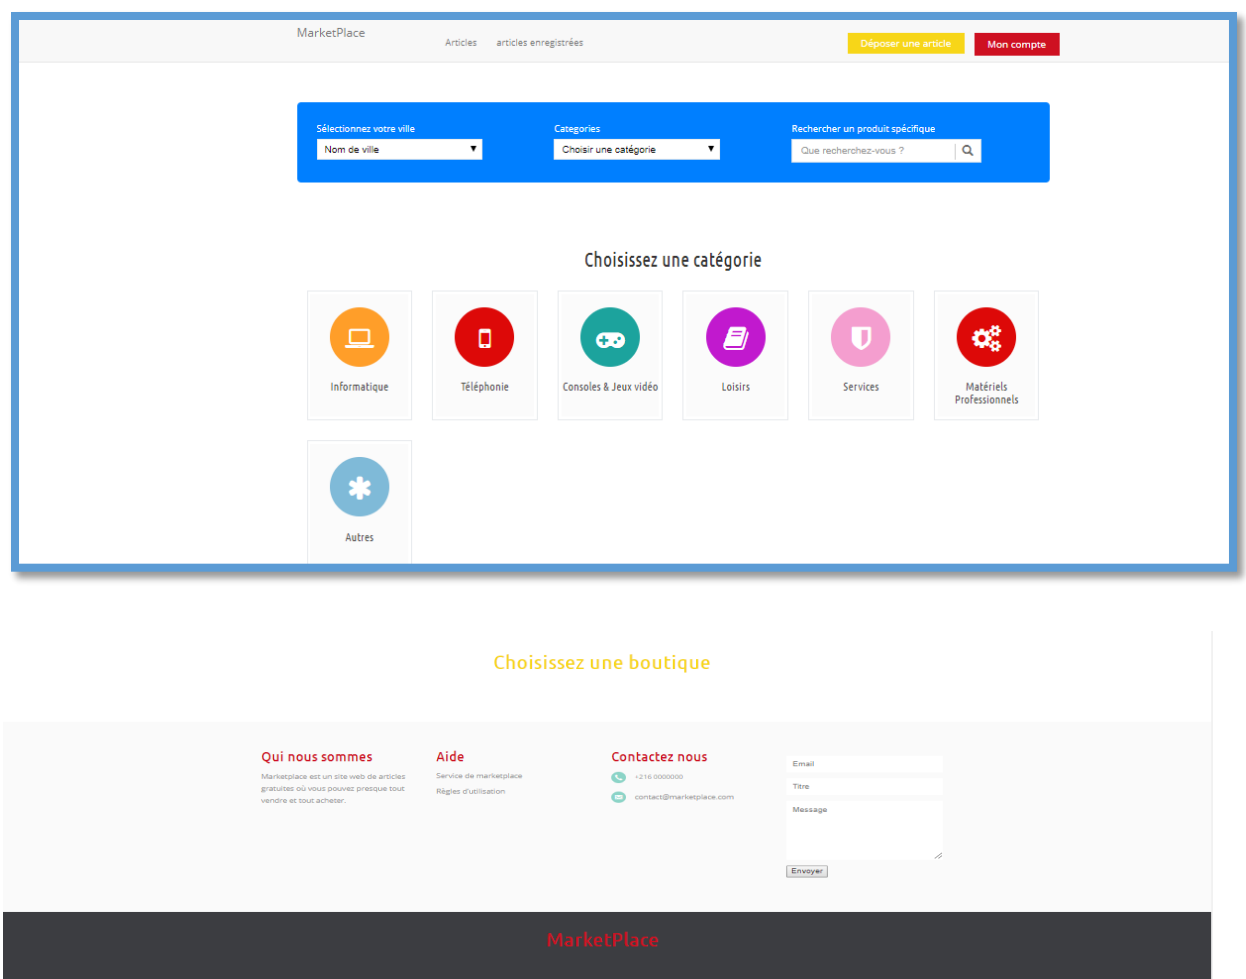 MarketPlace
Articles articles enregistrées
Déposer une article
Mon compte
Sélectionnez votre ville
Categories
Rechercher un produit spécifique
Nom de ville
Choisir une catégorie
Que recherchez-vous ?
Choisissez une catégorie
Informatique
Téléphonie
Consoles & Jeux vidéo
Loisirs
Services
Matériels
Professionnels
Autres
Choisissez une boutique
Qui nous sommes
Marketplace est un site web de articles
gratuites où vous pouvez presque tout
vendre et tout acheter.
Aide
Service de marketplace
Règles d'utilisation
Contactez nous
+216 0000000
contact@marketplace.com
Email
Titre
Message
Envoyer
MarketPlace